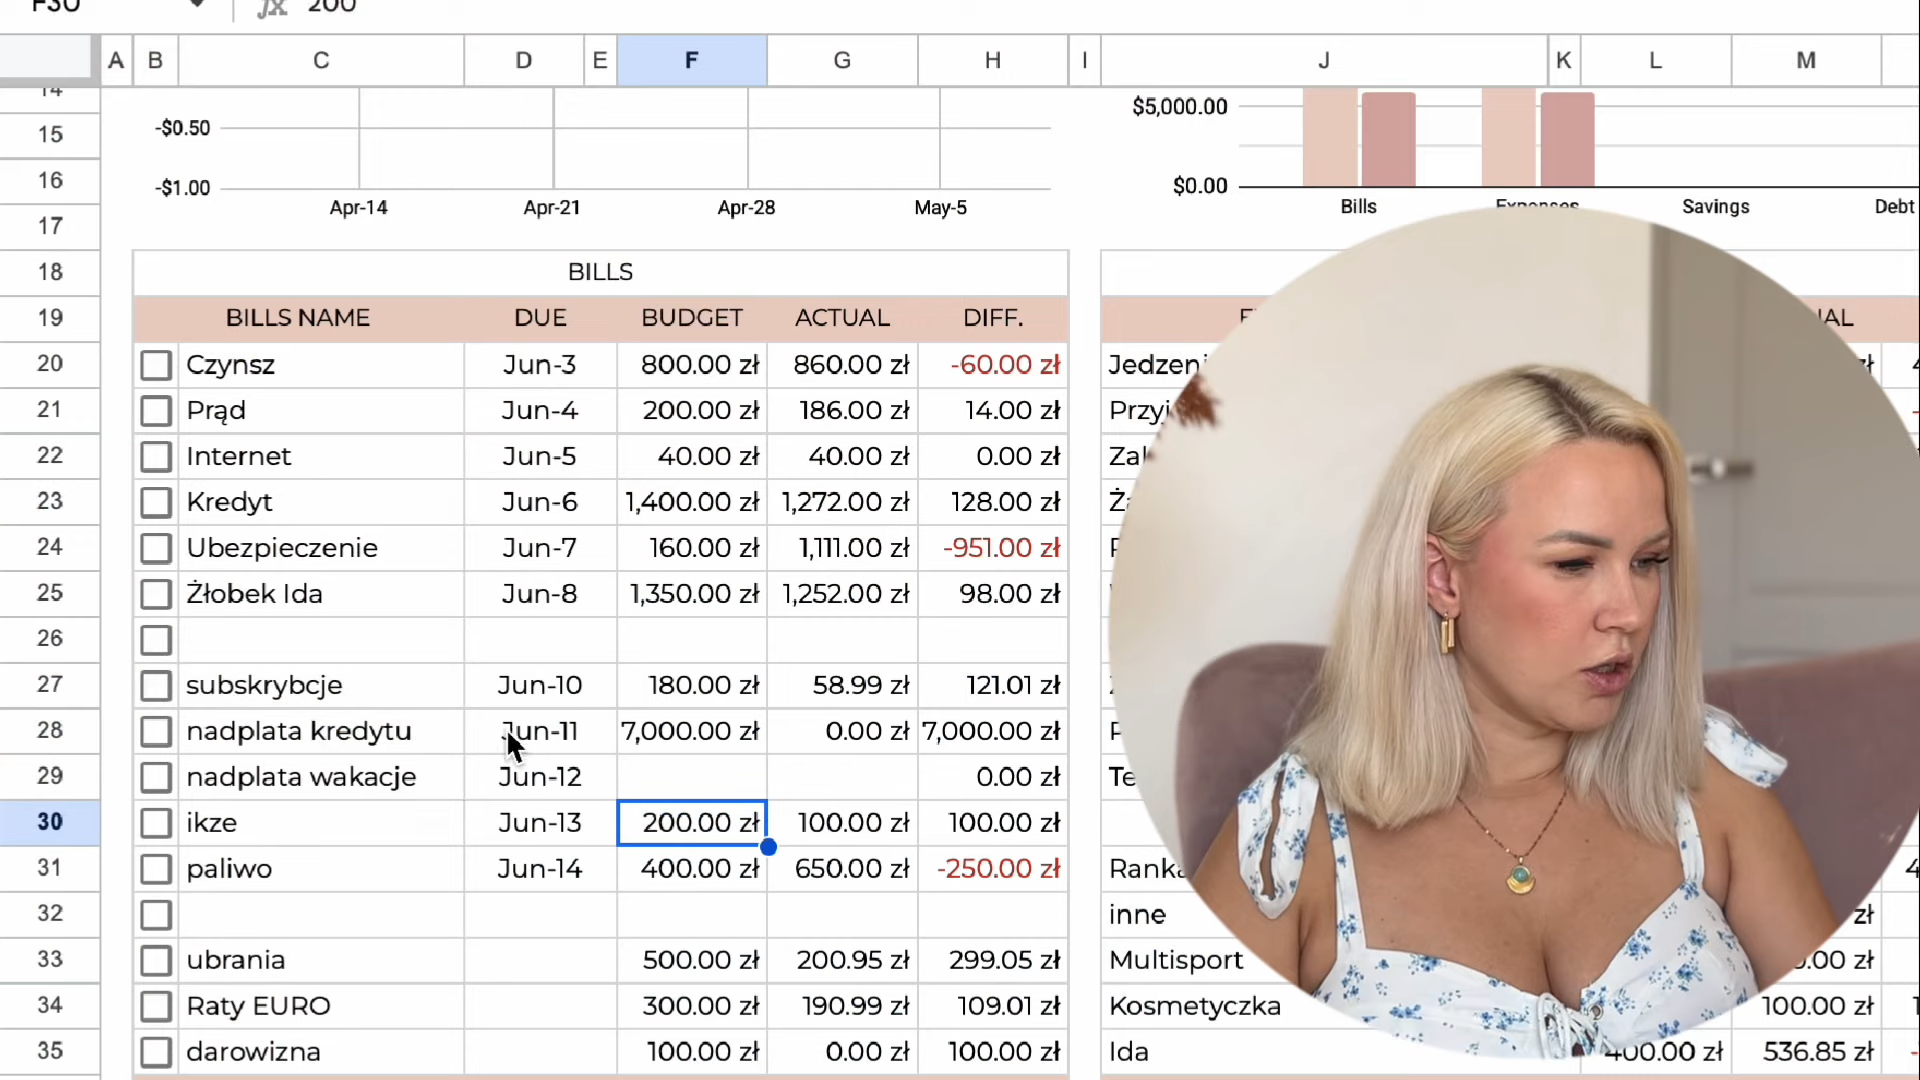 200
A B C D E F G H I J K L M
15 -$0.50 $5,000.00
16 -$1.00 $0.00
Apr-14 Apr-21 Apr-28 May-5 Bills Expenses Savings Debt
17
18 BILLS
19 BILLS NAME DUE BUDGET ACTUAL DIFF.
20 Czynsz Jun-3 800.00 zł 860.00 zł -60.00 zł
21 Prąd Jun-4 200.00 zł 186.00 zł 14.00 zł
22 Internet Jun-5 40.00 zł 40.00 zł 0.00 zł
23 Kredyt Jun-6 1,400.00 zł 1,272.00 zł 128.00 zł
24 Ubezpieczenie Jun-7 160.00 zł 1,111.00 zł -951.00 zł
25 Żłobek Ida Jun-8 1,350.00 zł 1,252.00 zł 98.00 zł
26
27 subskrybcje Jun-10 180.00 zł 58.99 zł 121.01 zł
28 nadplata kredytu Jun-11 7,000.00 zł 0.00 zł 7,000.00 zł
29 nadplata wakacje Jun-12 0.00 zł
30 ikze Jun-13 200.00 zł 100.00 zł 100.00 zł
31 paliwo Jun-14 400.00 zł 650.00 zł -250.00 zł
32 inne
33 ubrania 500.00 zł 200.95 zł 299.05 zł Multisport
34 Raty EURO 300.00 zł 190.99 zł 109.01 zł Kosmetyczka 100.00 zł
35 darowizna 100.00 zł 0.00 zł 100.00 zł Ida 400.00 zł 536.85 zł